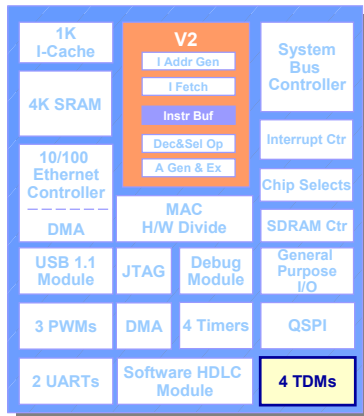 1K
I-Cache
4K SRAM
10/100
Ethernet
Controller
DMA
V2
I Addr Gen
I Fetch
Instr Buf
Dec&Sel Op
A Gen & Ex
System
Bus
Controller
Interrupt Ctr
Chip Selects
MAC
H/W Divide
SDRAM Ctr
USB 1.1
Module
JTAG
Debug
Module
General
Purpose
I/O
3 PWMs
DMA
4 Timers
QSPI
2 UARTs
Software HDLC
Module
4 TDMs